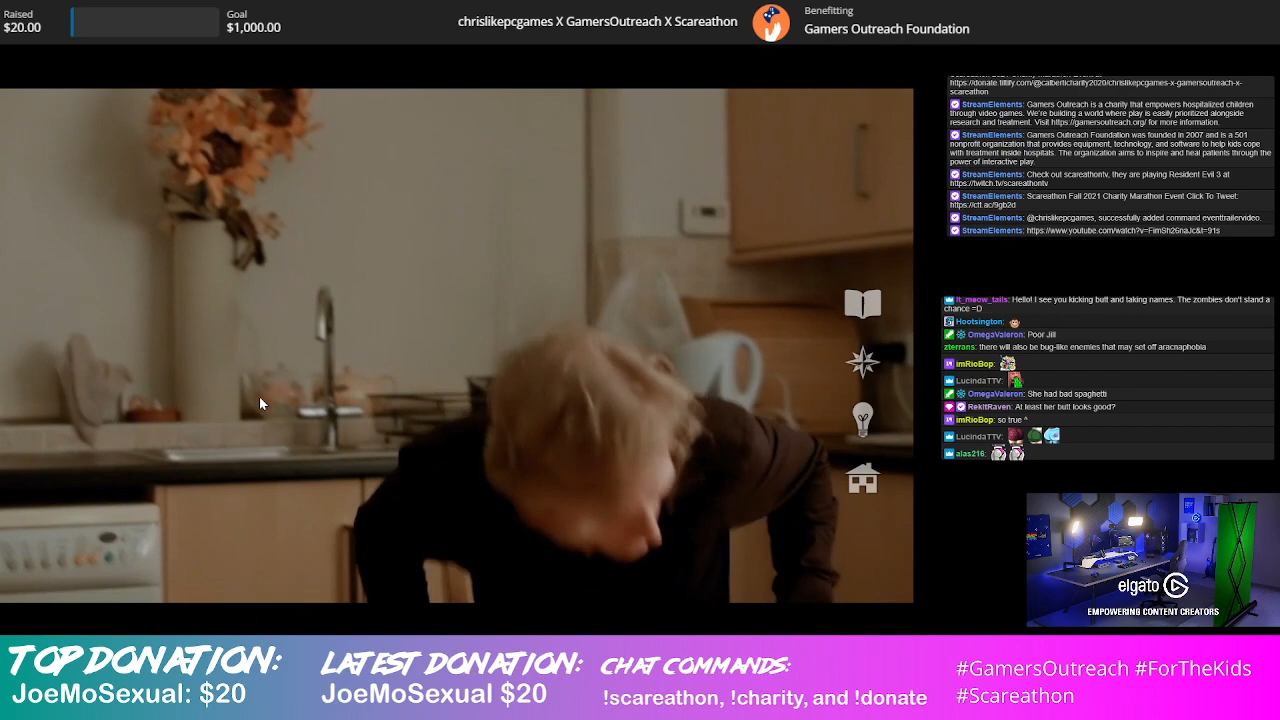 Raised
$20.00
Goal
$1,000.00
chrislikepcgames X GamersOutreach X Scareathon
Benefitting
Gamers Outreach Foundation
https://donate.tiltify.com/@calberticharity2020/chrislikepcgames-x-gamersoutreach-x-
scareathon
StreamElements: Gamers Outreach is a charity that empowers hospitalized children
through video games. We're building a world where play is easily prioritized alongside
research and treatment. Visit https://gamersoutreach.org/ for more information.
StreamElements: Gamers Outreach Foundation was founded in 2007 and is a 501
nonprofit organization that provides equipment, technology, and software to help kids cope
with treatment inside hospitals. The organization aims to inspire and heal patients through the
power of interactive play.
StreamElements: Check out scareathontv, they are playing Resident Evil 3 at
https://twitch.tv/scareathontv
StreamElements: Scareathon Fall 2021 Charity Marathon Event Click To Tweet:
https://ctt.ac/9gb2d
StreamElements: @chrislikepcgames, successfully added command eventtrailervideo.
StreamElements: https://www.youtube.com/watch?v=FimSh26naJc&t=91s
lt_meow_tails: Hello! I see you kicking butt and taking names. The zombies don't stand a
chance =D
Hootsington:
OmegaValeron: Poor Jill
zterrans: there will also be bug-like enemies that may set off aracnaphobia
imRioBop:
LucindaTTV:
OmegaValeron: She had bad spaghetti
RekItRaven: At least her butt looks good?
imRioBop: so true ^
LucindaTTV:
alas216:
elgato
EMPOWERING CONTENT CREATORS
TOP DONATION:
JoeMoSexual: $20
LATEST DONATION:
JoeMoSexual $20
CHAT COMMANDS:
!scareathon, !charity, and !donate
#GamersOutreach #ForTheKids
#Scareathon